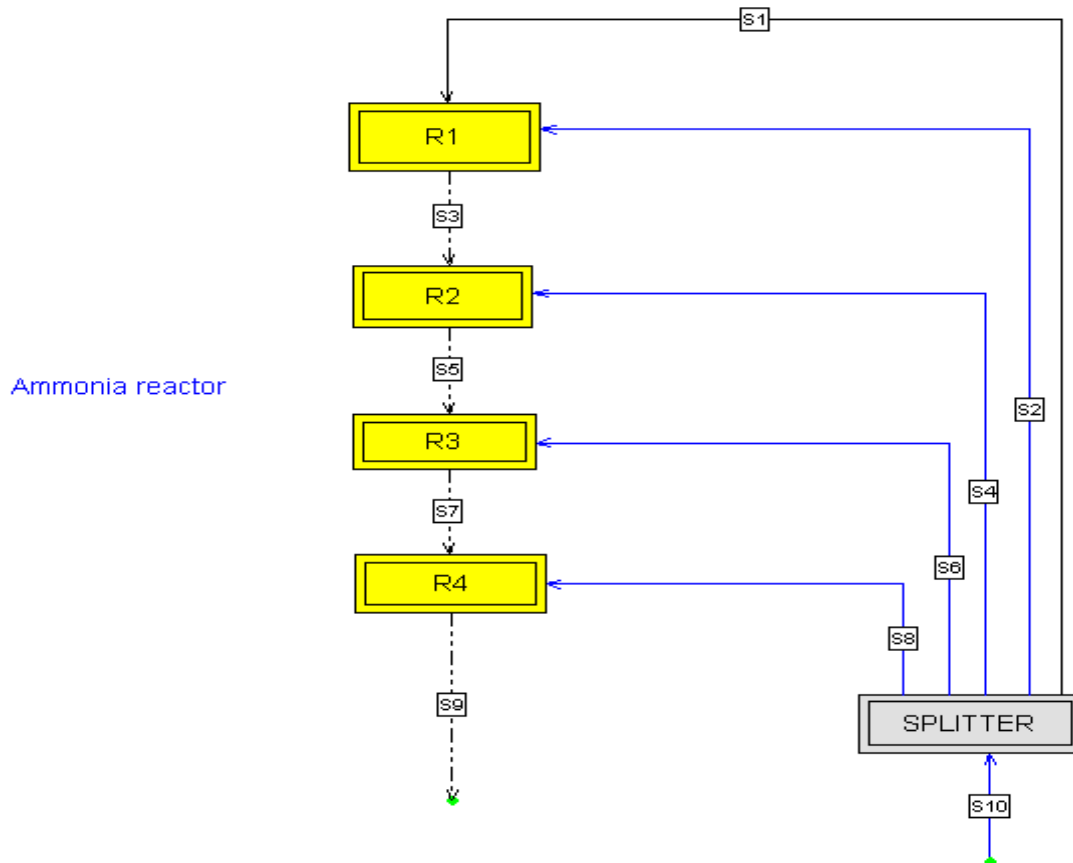 S1
R1
S3
R2
S5
Ammonia reactor
S2
R3
S4
S7
S6
R4
S8
S9
SPLITTER
S10